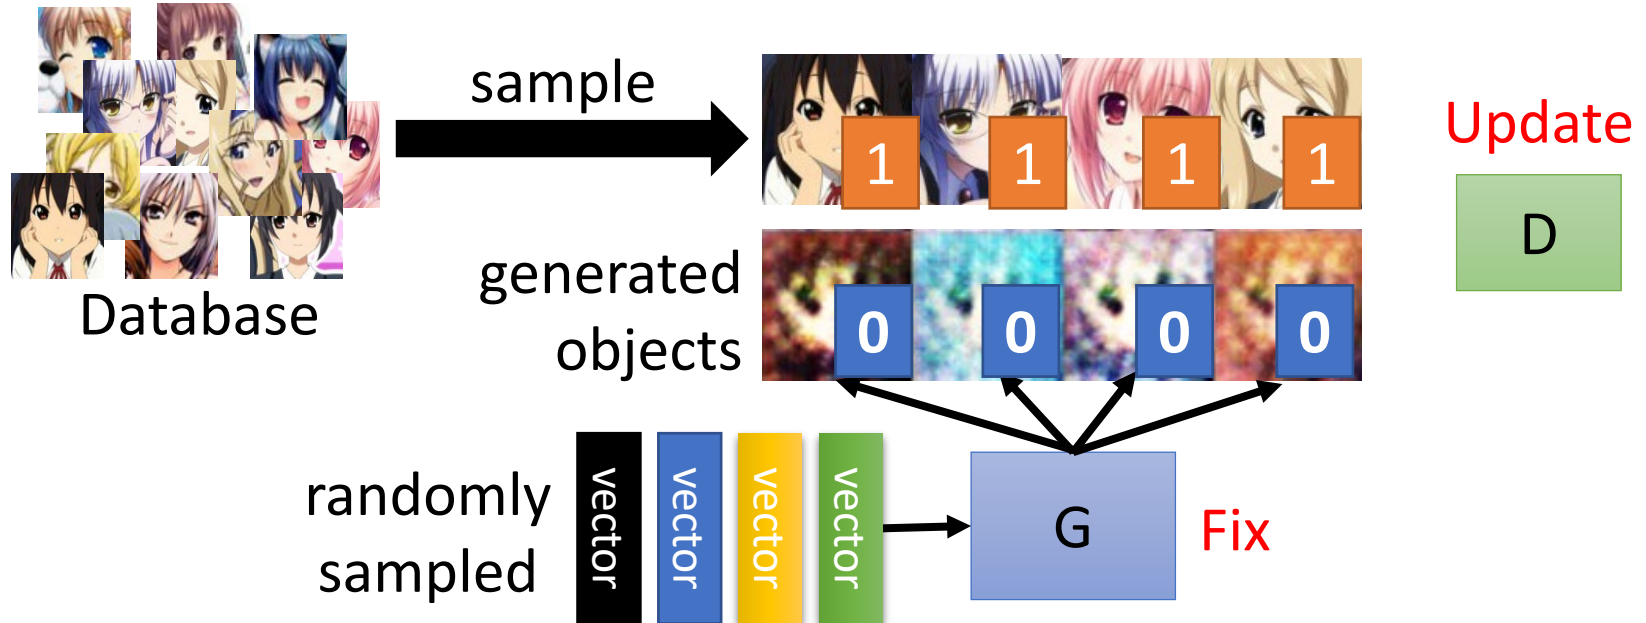 sample
1 1 1 1
Update
D
Database
generated
objects
0 0 0 0
randomly
sampled
vector
vector
vector
vector
G
Fix